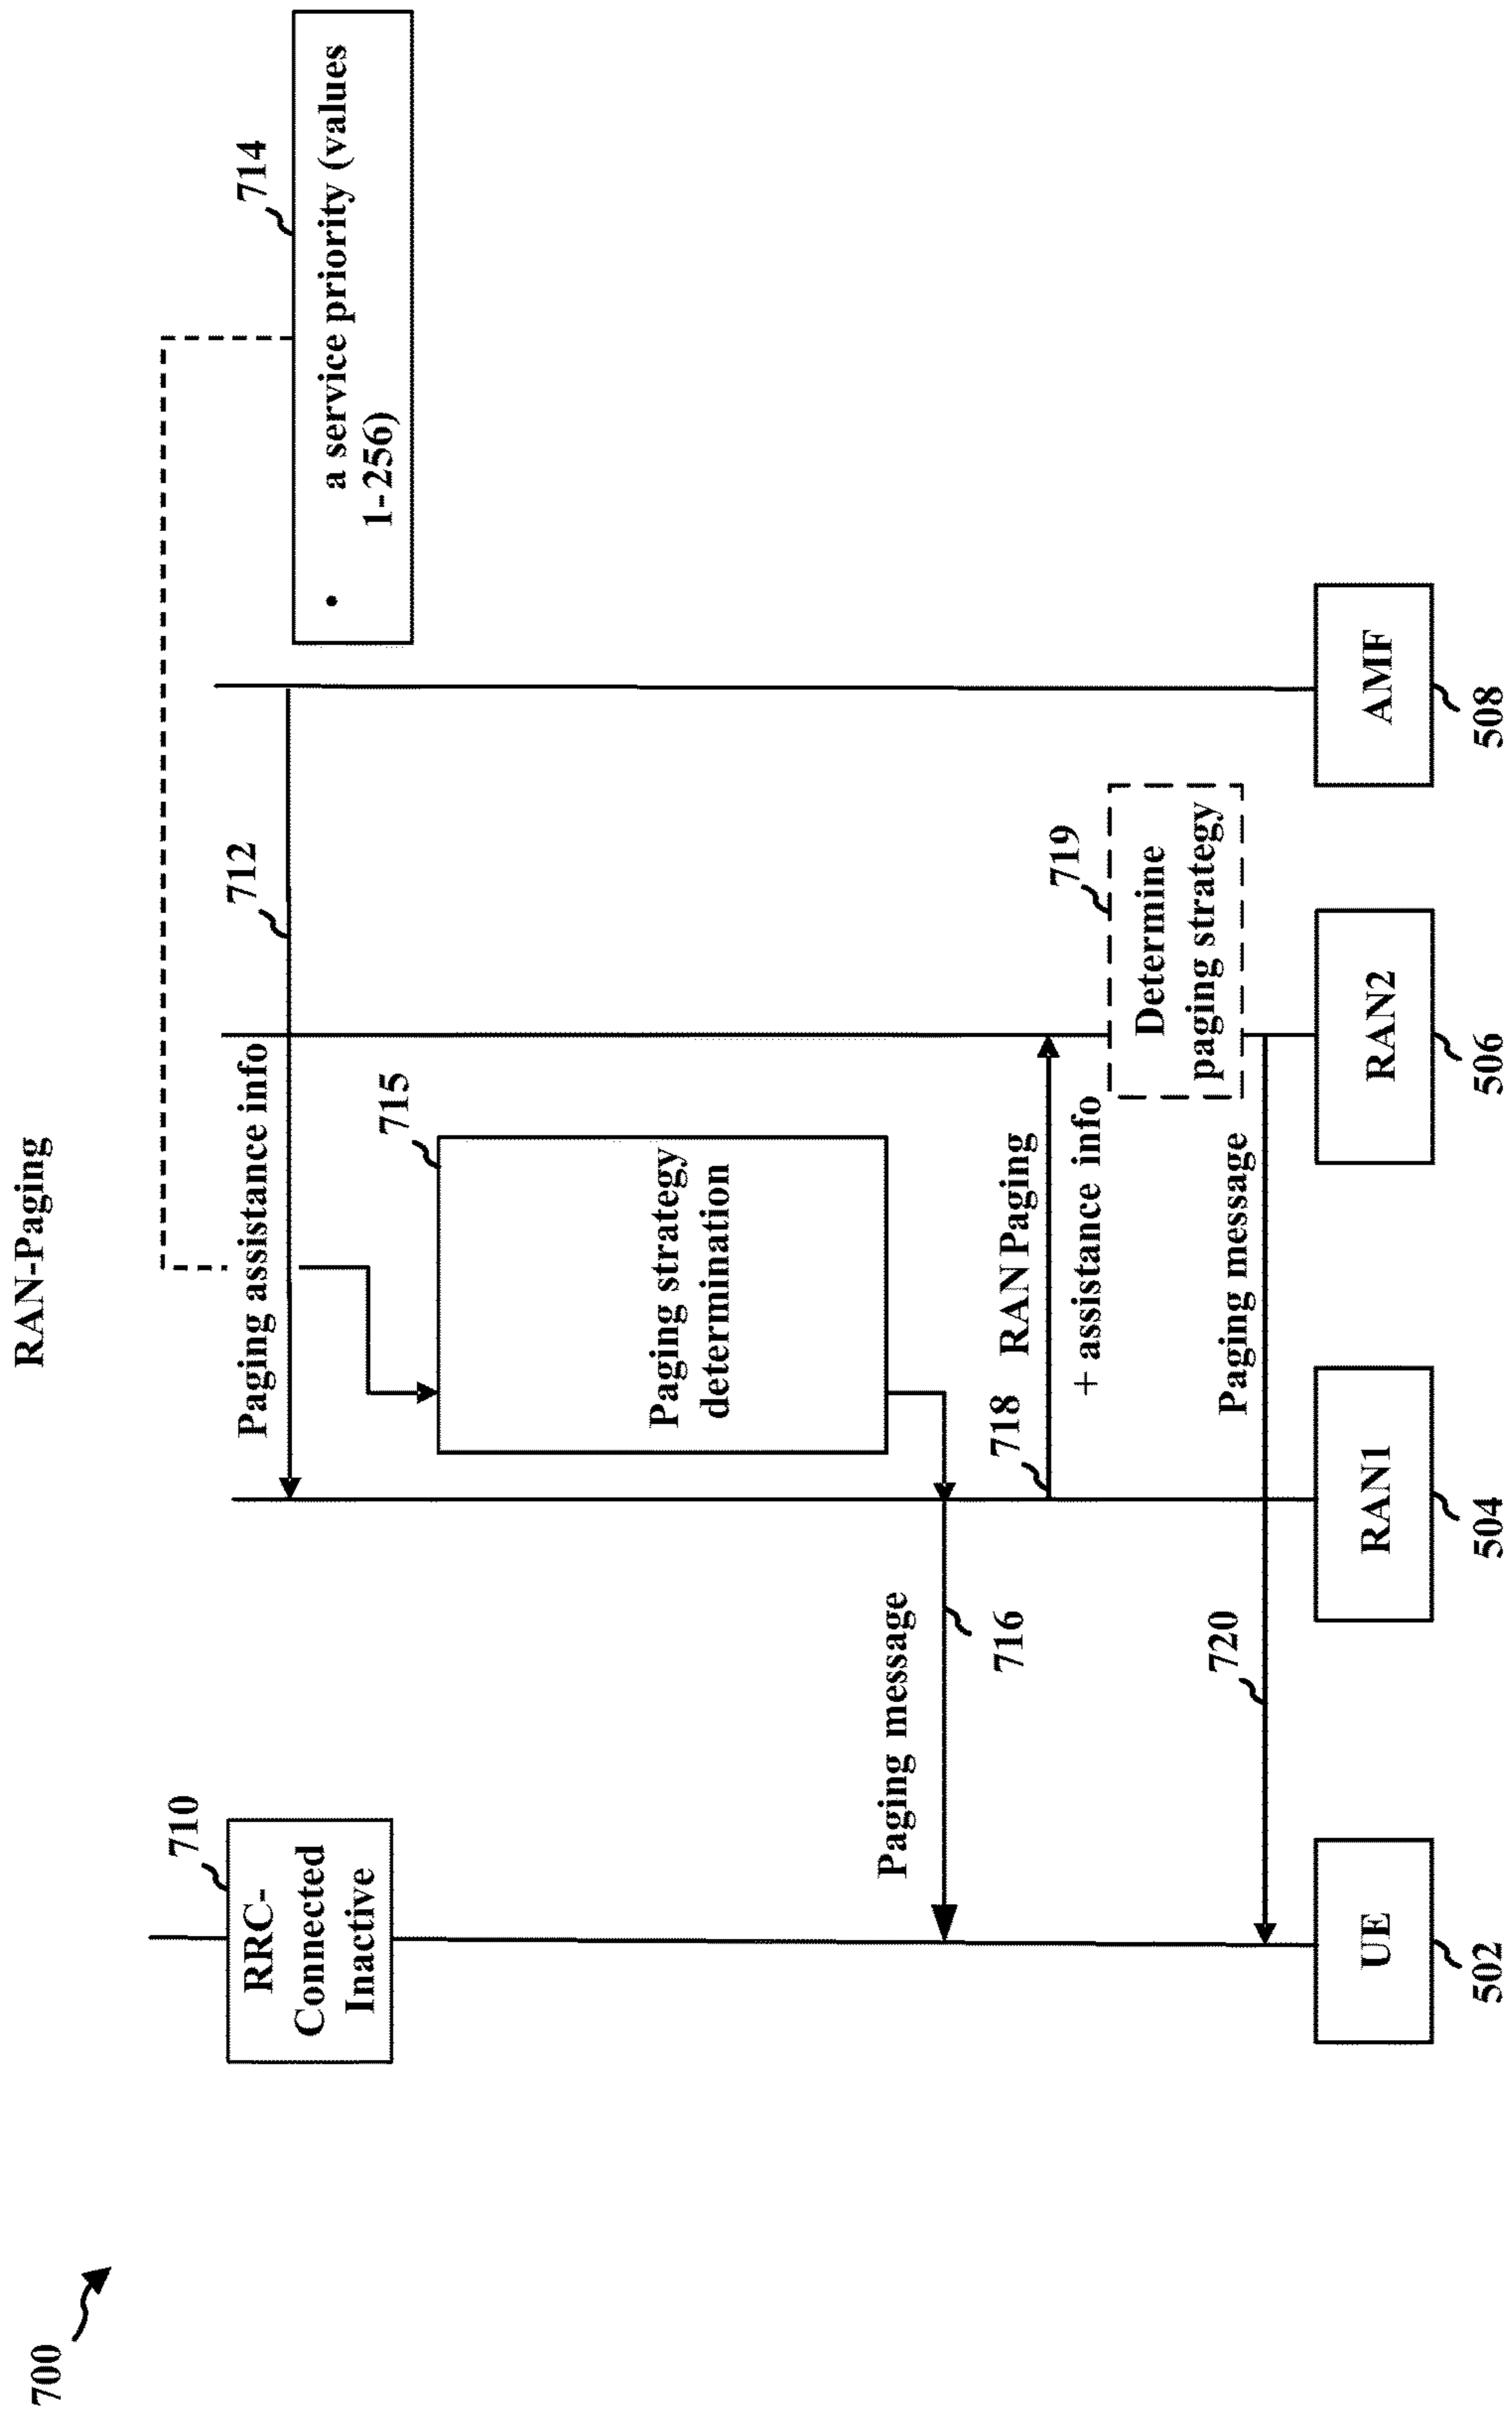 700
RAN-Paging
710
RRC-
Connected
Inactive
Paging assistance info
712
714
• a service priority (values
1-256)
715
Paging strategy
determination
Paging message
716
718
RAN Paging
+ assistance info
719
Determine
paging strategy
720
Paging message
UE
RAN1
RAN2
AMF
502
504
506
508